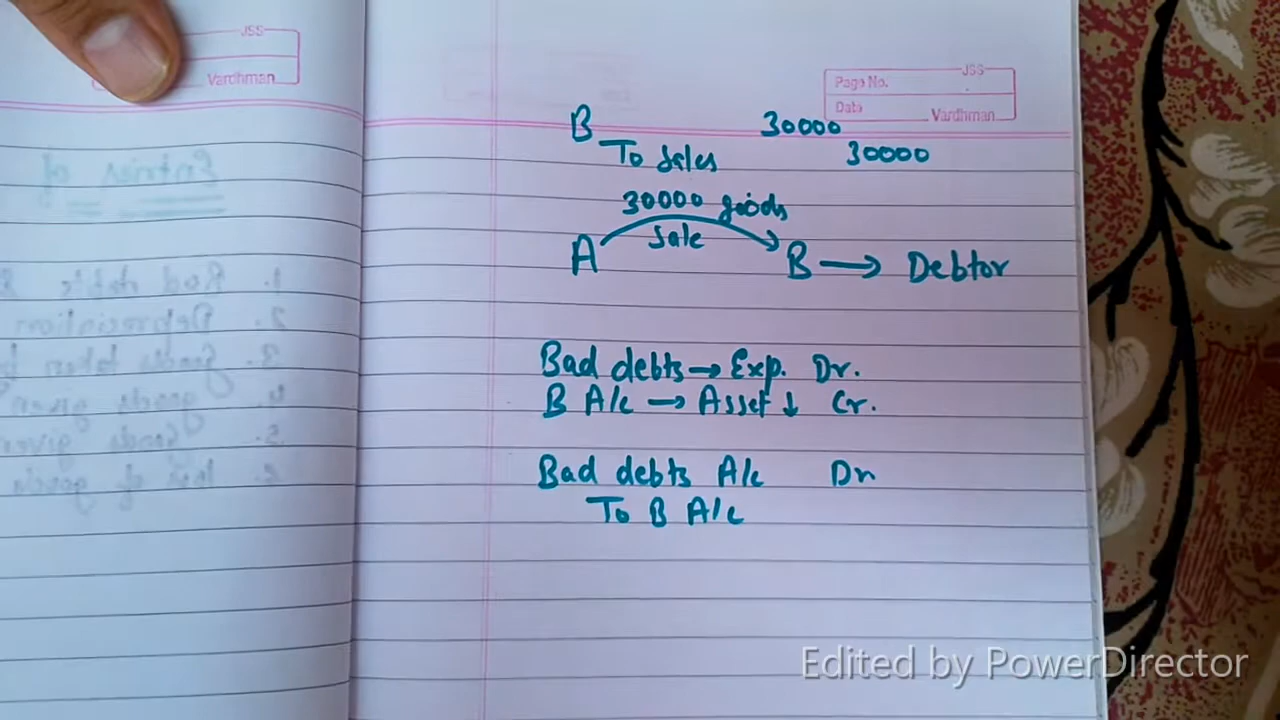 JSS
Vardhman
JSS
Page No.
Date
Vardhman
B 30000
To Sales 30000
30000 goods
Sale
A B → Debtor
Bad debts → Exp. Dr.
B A/c → Asset ↓ Cr.
Bad debts A/c Dr
To B A/c
Edited by PowerDirector